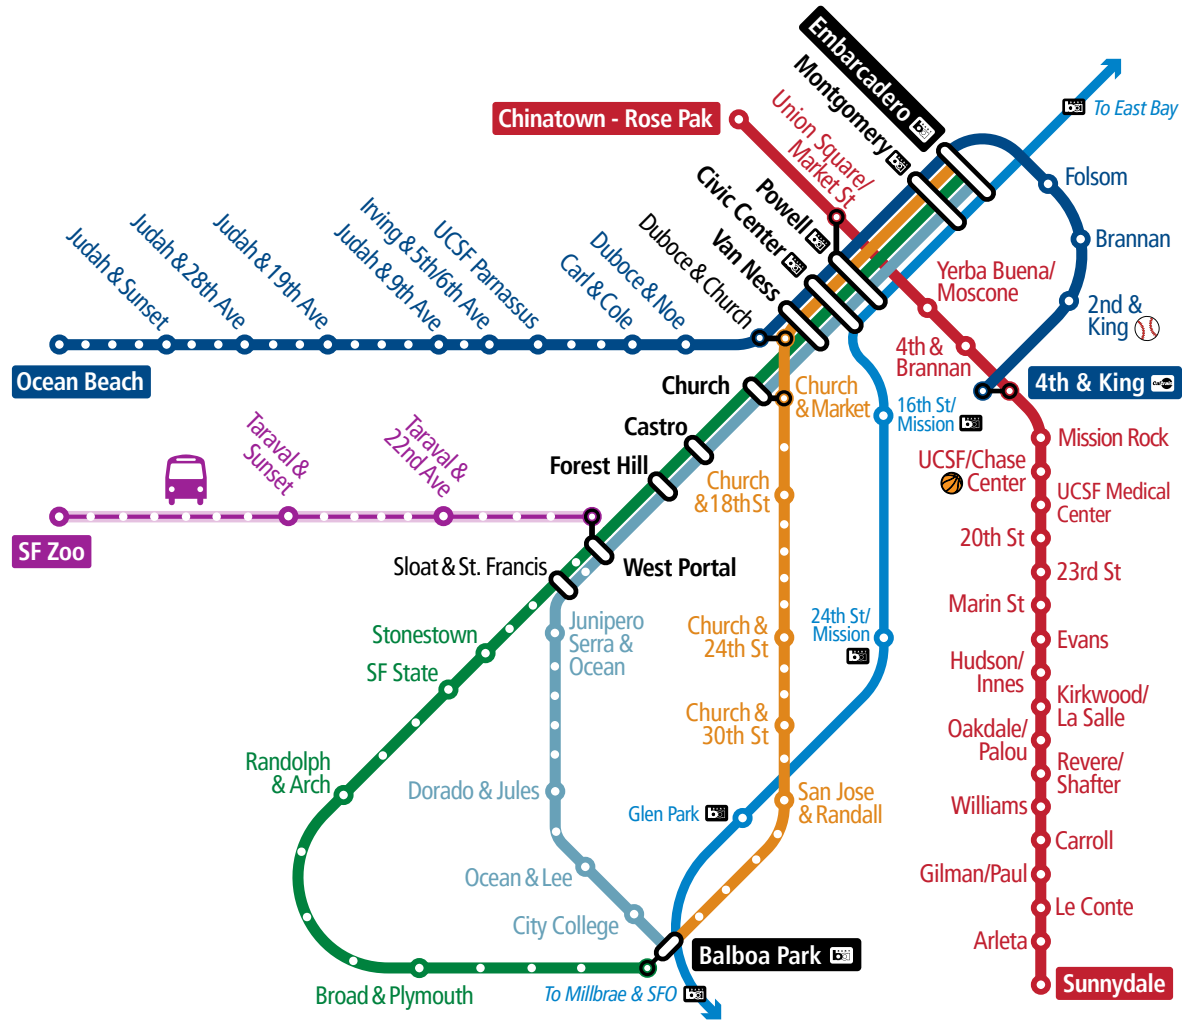 Embarcadero
Montgomery
To East Bay
Chinatown - Rose Pak
Union Square/
Market St
Powell
Civic Center
Van Ness
Folsom
Brannan
2nd &
King
Yerba Buena/
Moscone
4th &
Brannan
4th & King
Judah & Sunset
Judah & 28th Ave
Judah & 19th Ave
Judah & 9th Ave
Irving & 5th/6th Ave
UCSF Parnassus
Carl & Cole
Duboce & Noe
Duboce & Church
Ocean Beach
Church
Church
& Market
16th St/
Mission
Castro
Forest Hill
Taraval &
Sunset
Taraval &
22nd Ave
SF Zoo
Sloat & St. Francis
West Portal
Church
& 18th St
Mission Rock
UCSF/Chase
Center
UCSF Medical
Center
20th St
23rd St
Marin St
Evans
Hudson/
Innes
Kirkwood/
La Salle
Oakdale/
Palou
Revere/
Shafter
Williams
Carroll
Gilman/Paul
Le Conte
Arleta
Sunnydale
Stonestown
SF State
Junipero
Serra &
Ocean
Church &
24th St
24th St/
Mission
Church &
30th St
Randolph
& Arch
Dorado & Jules
Glen Park
San Jose
& Randall
Ocean & Lee
City College
Balboa Park
Broad & Plymouth
To Millbrae & SFO